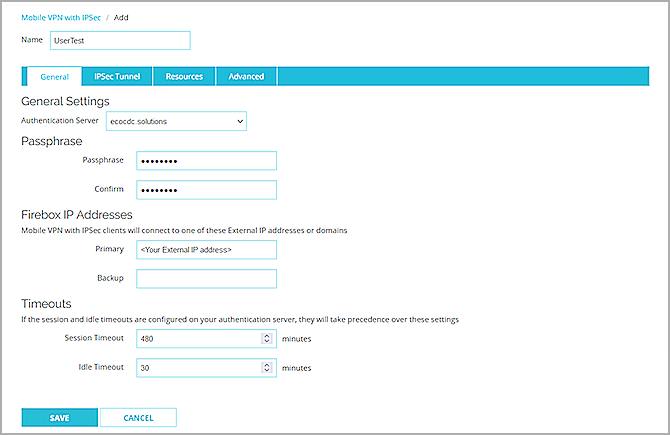 Mobile VPN with IPSec / Add
Name UserTest
General IPSec Tunnel Resources Advanced
General Settings
Authentication Server ecocdc.solutions
Passphrase
Passphrase ••••••••
Confirm ••••••••
Firebox IP Addresses
Mobile VPN with IPSec clients will connect to one of these External IP addresses or domains
Primary <Your External IP address>
Backup
Timeouts
If the session and idle timeouts are configured on your authentication server, they will take precedence over these settings
Session Timeout 480 minutes
Idle Timeout 30 minutes
SAVE CANCEL